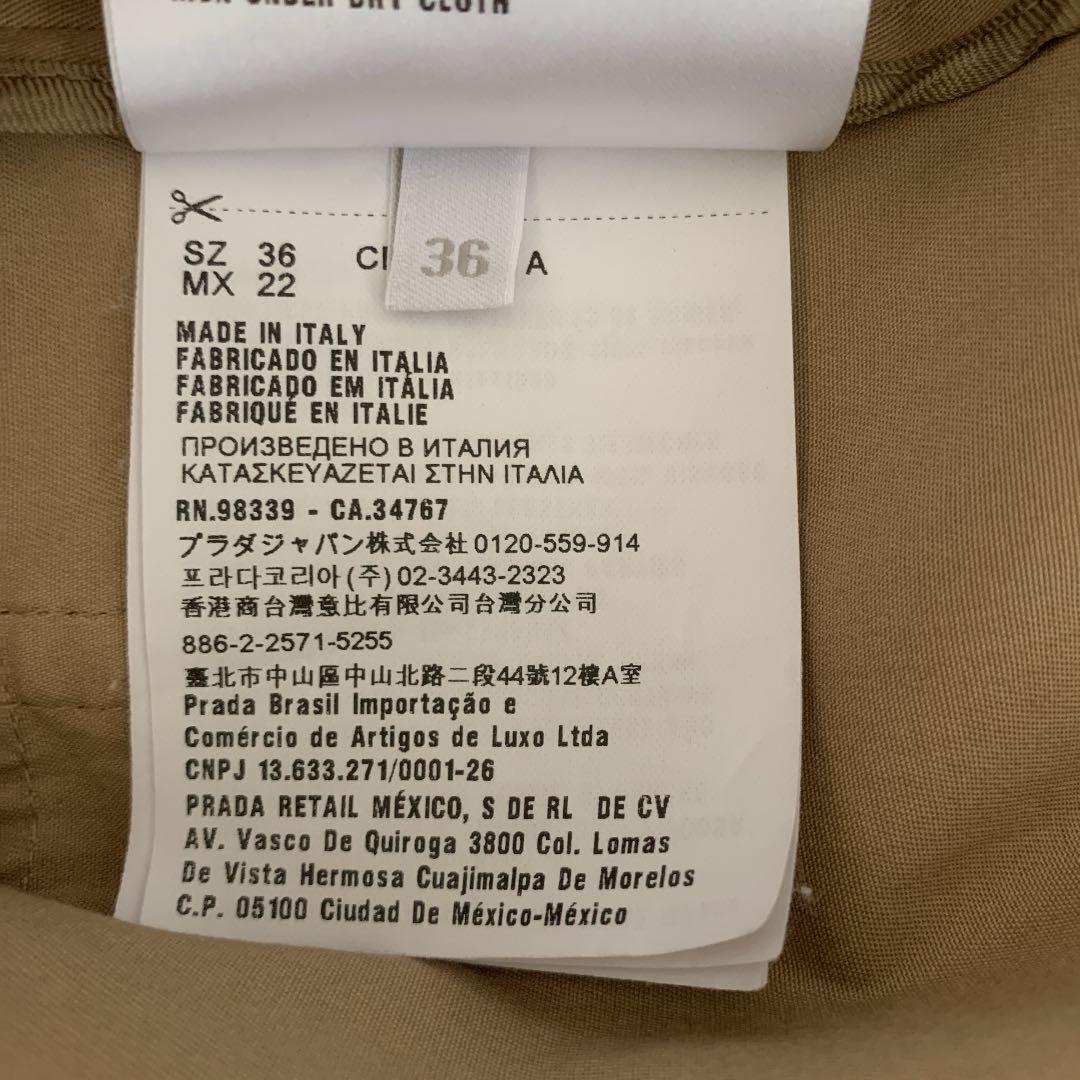 UNDER DRY CLOTH
SZ 36 CI 36 A
MX 22
MADE IN ITALY
FABRICADO EN ITALIA
FABRICADO EM ITÁLIA
FABRIQUÉ EN ITALIE
ПРОИЗВЕДЕНО В ИТАЛИЯ
ΚΑΤΑΣΚΕΥΑΖΕΤΑΙ ΣΤΗΝ ΙΤΑΛΙΑ
RN.98339 - CA.34767
プラダジャパン株式会社 0120-559-914
프라다코리아 (주) 02-3443-2323
香港商台灣意比有限公司台灣分公司
886-2-2571-5255
臺北市中山區中山北路二段44號12樓A室
Prada Brasil Importação e
Comércio de Artigos de Luxo Ltda
CNPJ 13.633.271/0001-26
PRADA RETAIL MÉXICO, S DE RL DE CV
AV. Vasco De Quiroga 3800 Col. Lomas
De Vista Hermosa Cuajimalpa De Morelos
C.P. 05100 Ciudad De México-México